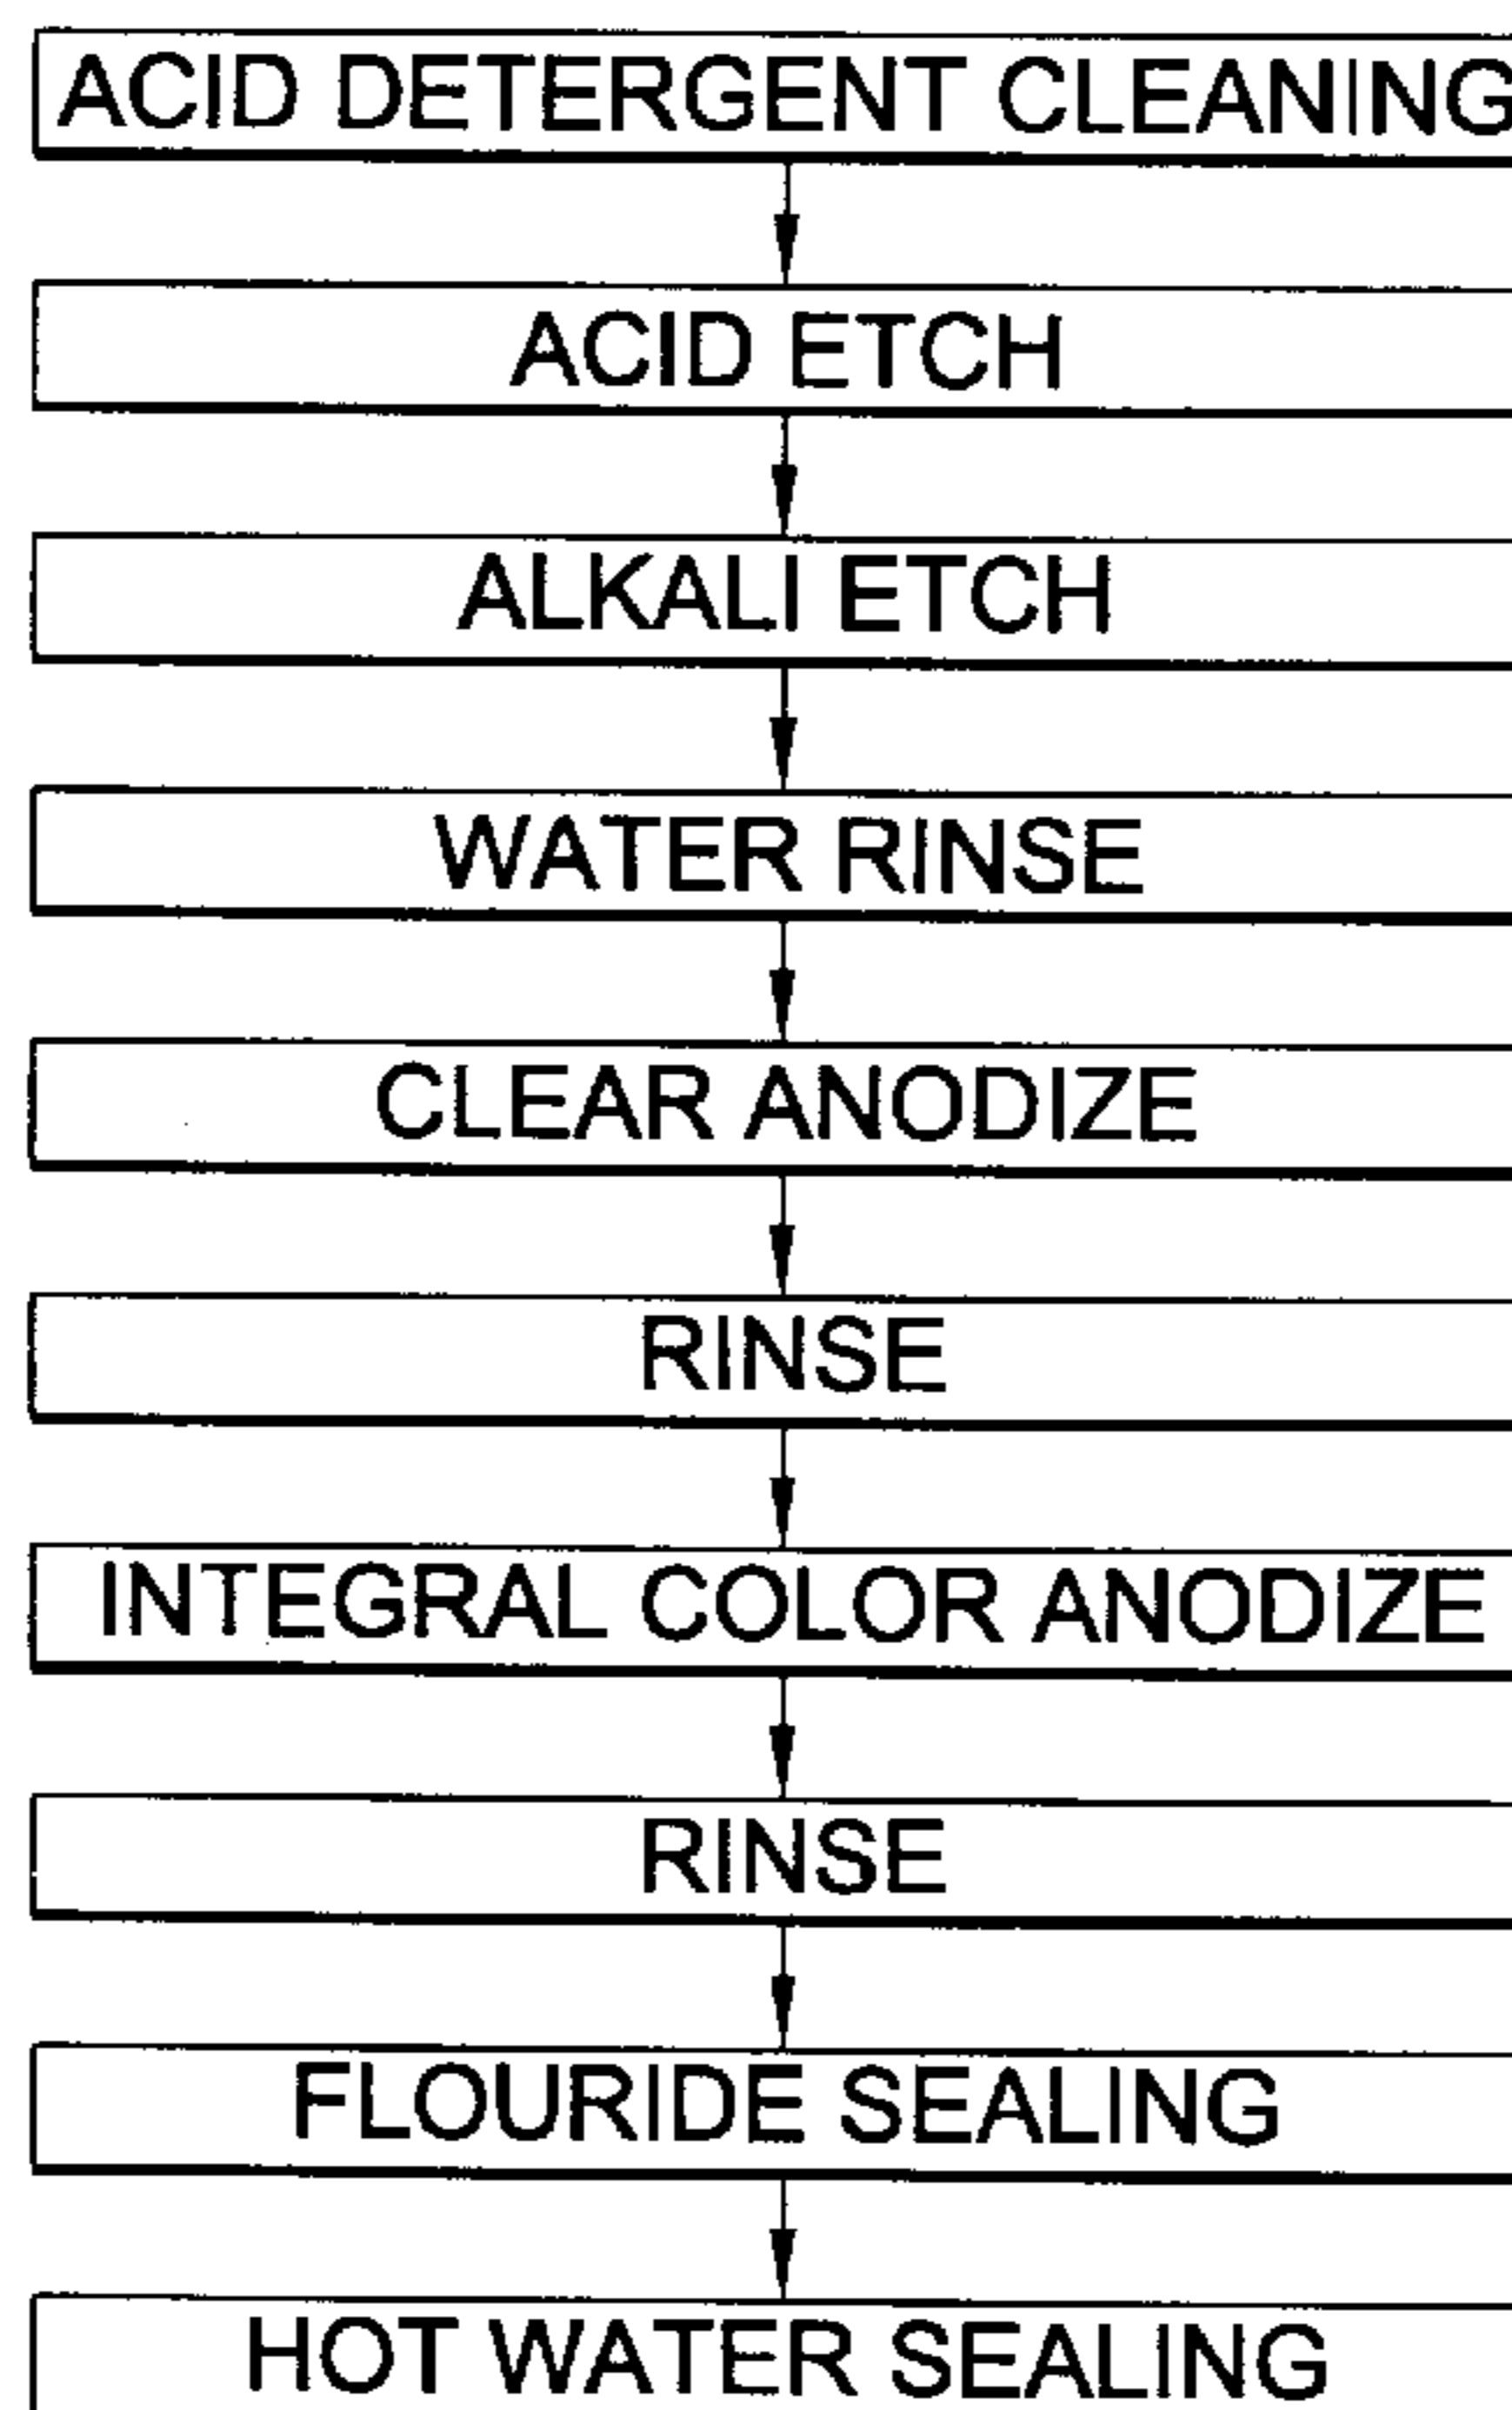 ACID DETERGENT CLEANING
ACID ETCH
ALKALI ETCH
WATER RINSE
CLEAR ANODIZE
RINSE
INTEGRAL COLOR ANODIZE
RINSE
FLOURIDE SEALING
HOT WATER SEALING